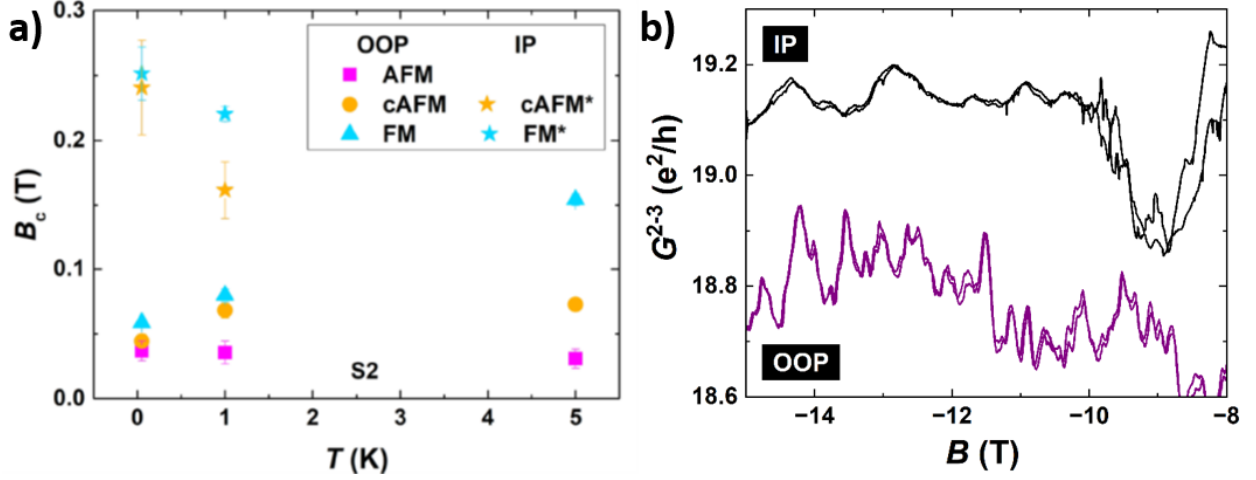 a)
0.3
0.2
0.1
0.0
B_c (T)
OOP IP
AFM
cAFM cAFM*
FM FM*
S2
0 1 2 3 4 5
T (K)
b)
IP
19.2
19.0
18.8
18.6
G^{2-3} (e^2/h)
OOP
−14 −12 −10 −8
B (T)